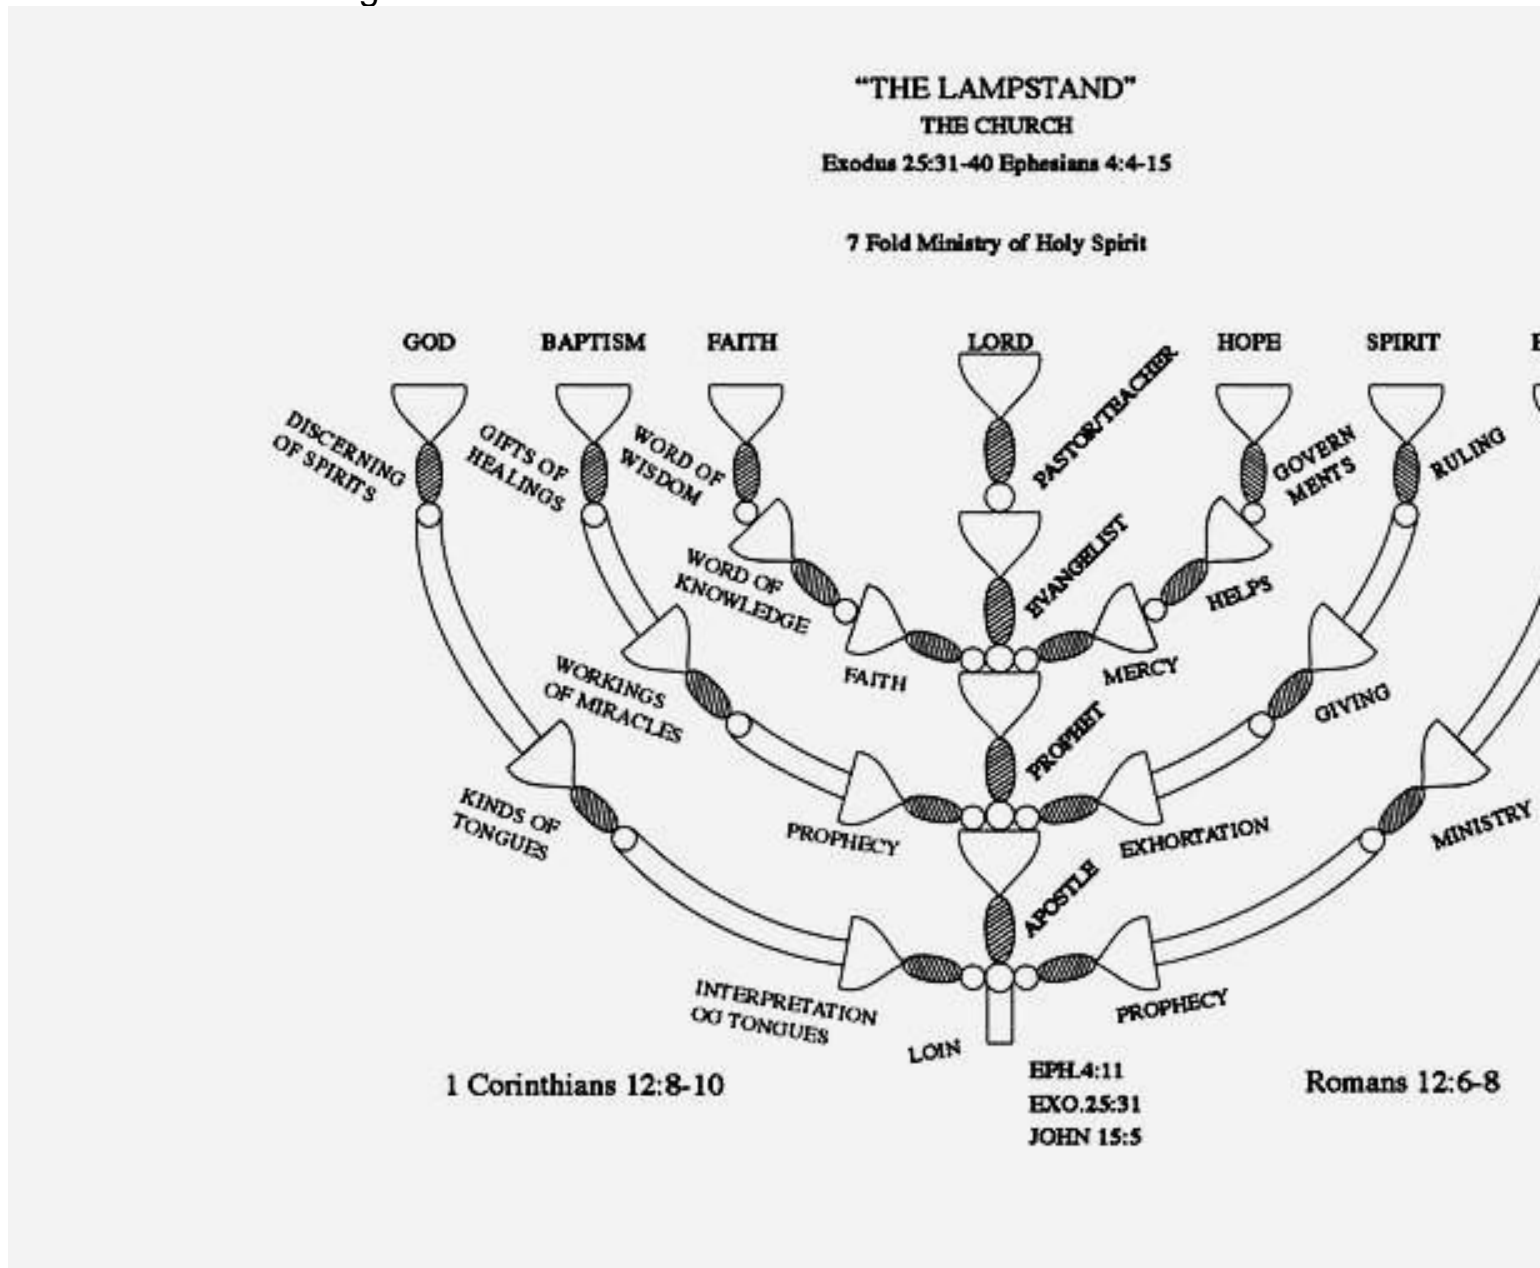 “THE LAMPSTAND”
THE CHURCH
Exodus 25:31-40 Ephesians 4:4-15
7 Fold Ministry of Holy Spirit
GOD
BAPTISM
FAITH
LORD
HOPE
SPIRIT
DISCERNING
OF SPIRITS
GIFTS OF
HEALINGS
WORD OF
WISDOM
PASTOR/TEACHER
GOVERN
MENTS
RULING
WORD OF
KNOWLEDGE
EVANGELIST
HELPS
FAITH
MERCY
WORKINGS
OF MIRACLES
PROPHET
GIVING
KINDS OF
TONGUES
PROPHECY
EXHORTATION
MINISTRY
APOSTLE
INTERPRETATION
OG TONGUES
PROPHECY
LOIN
1 Corinthians 12:8-10
EPH.4:11
EXO.25:31
JOHN 15:5
Romans 12:6-8